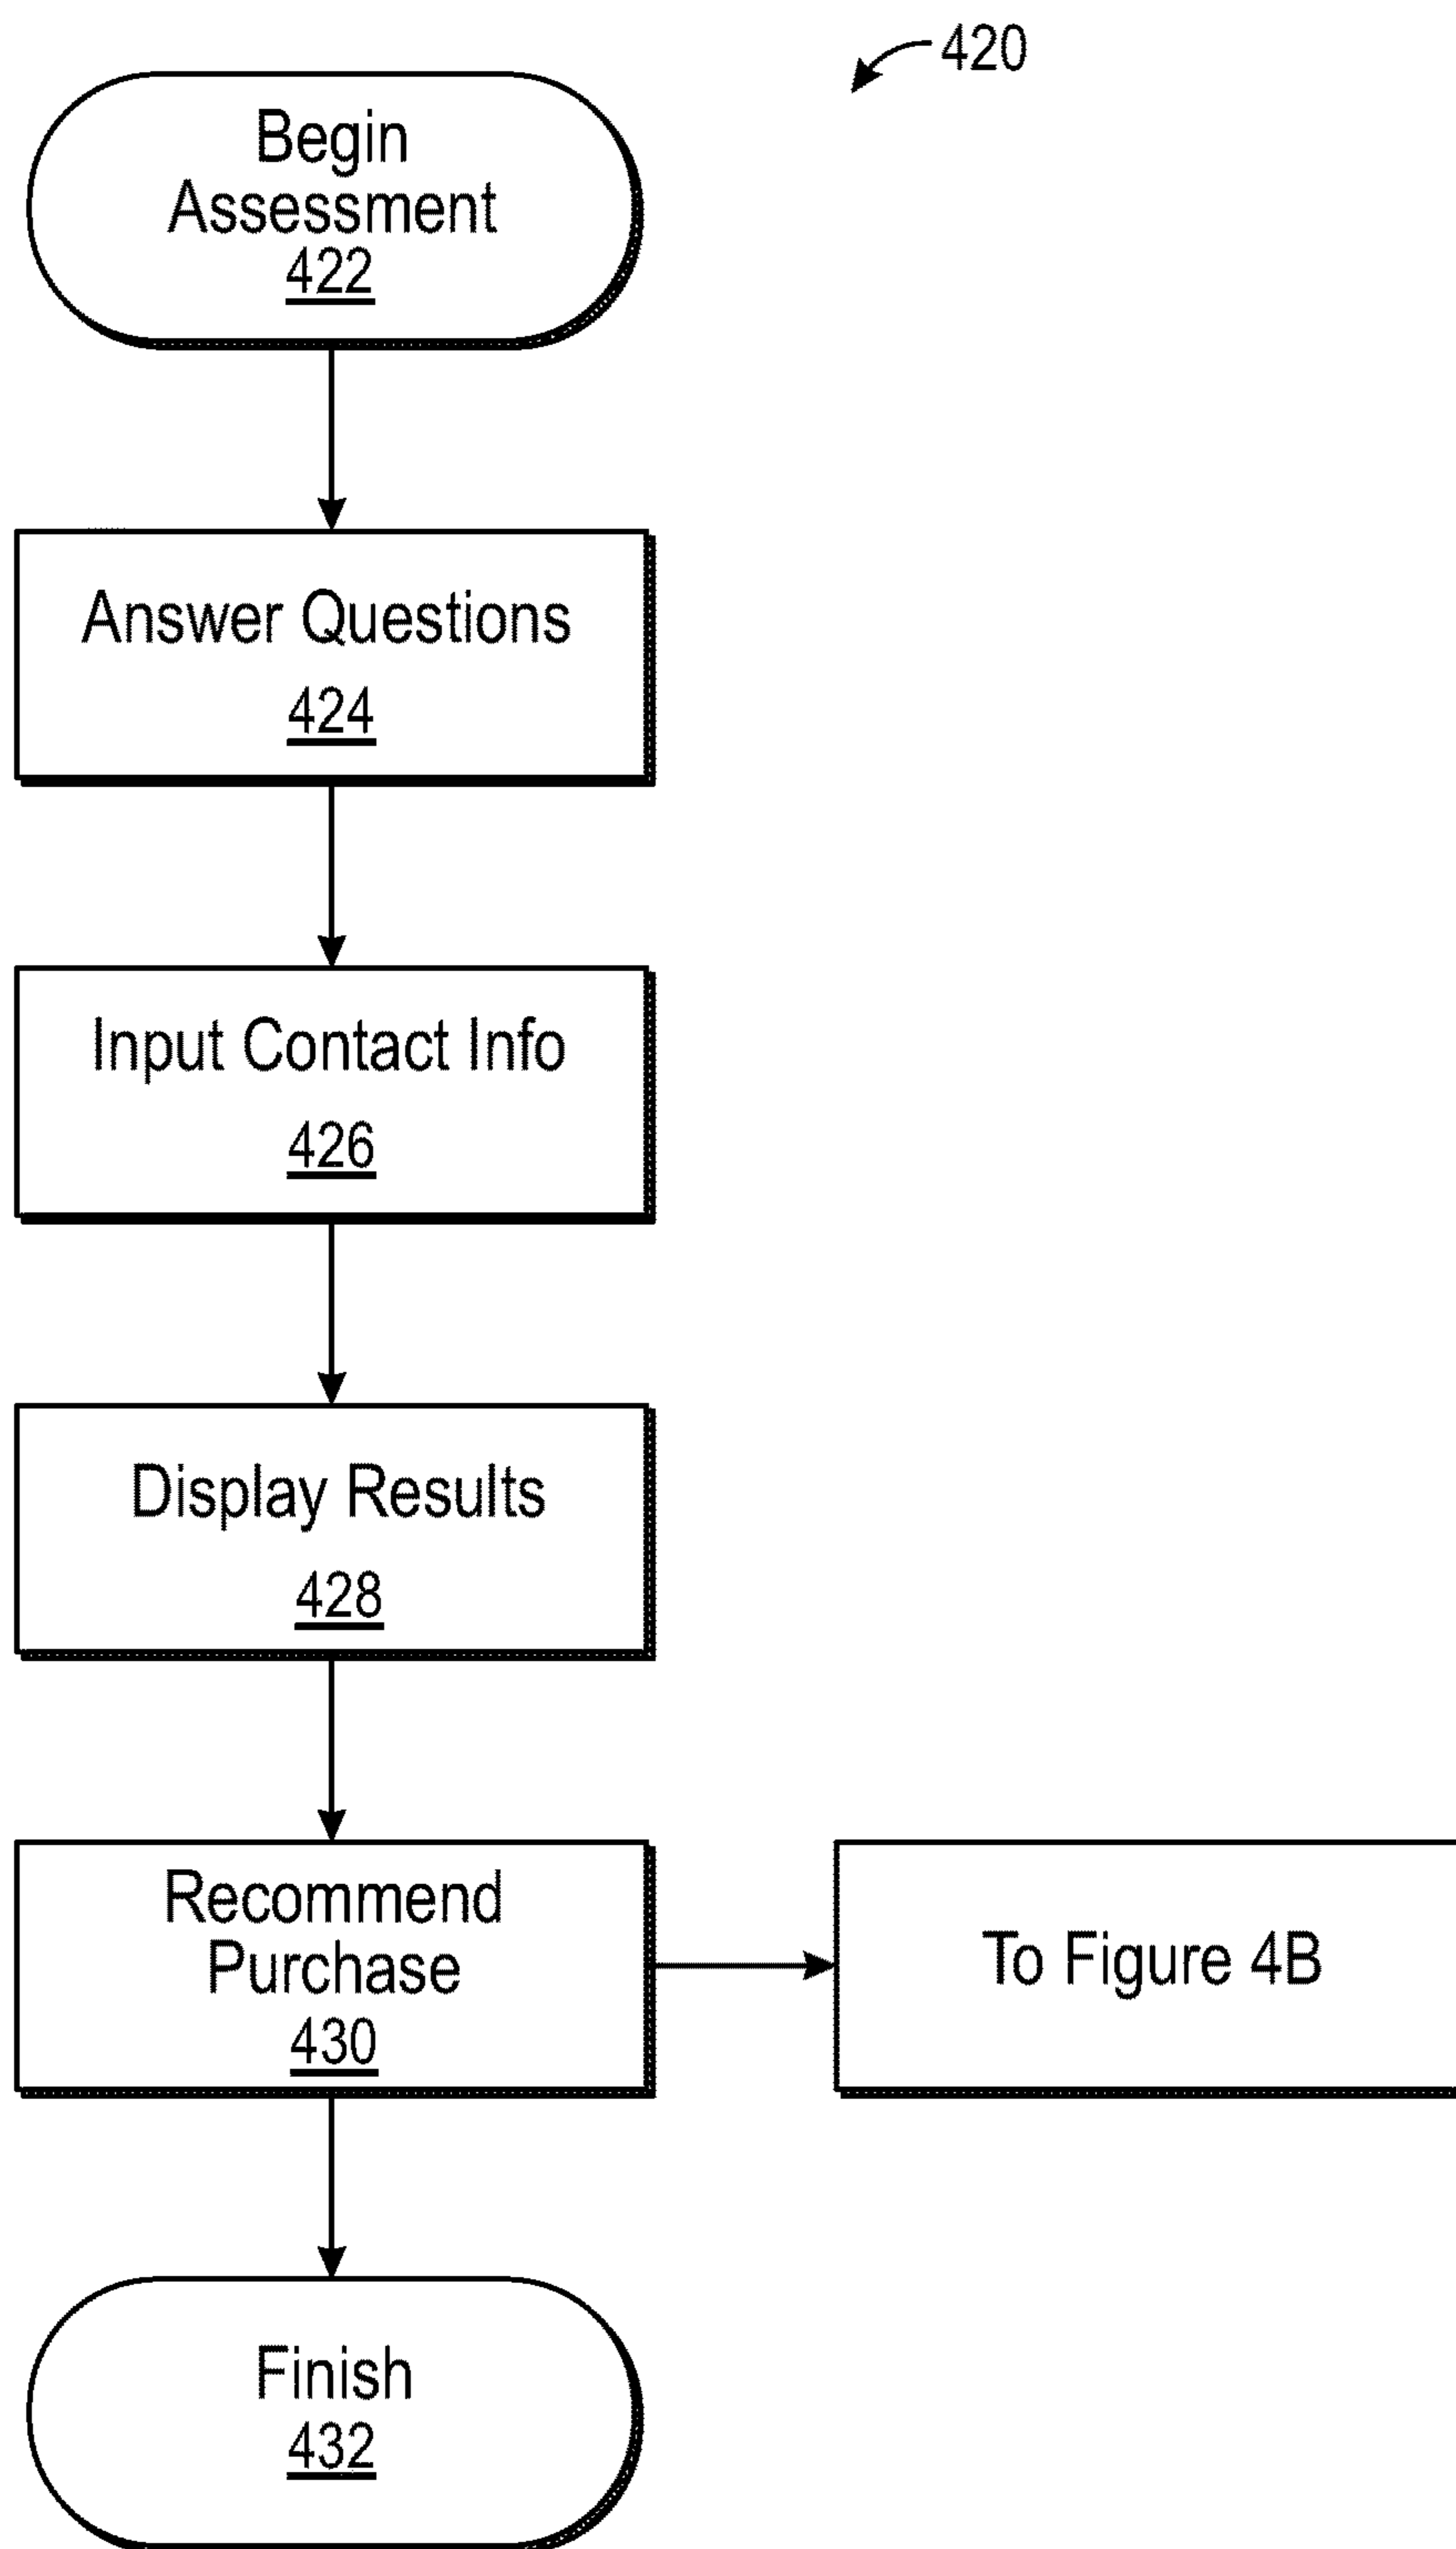 420
Begin
Assessment
422
Answer Questions
424
Input Contact Info
426
Display Results
428
Recommend
Purchase
430
To Figure 4B
Finish
432